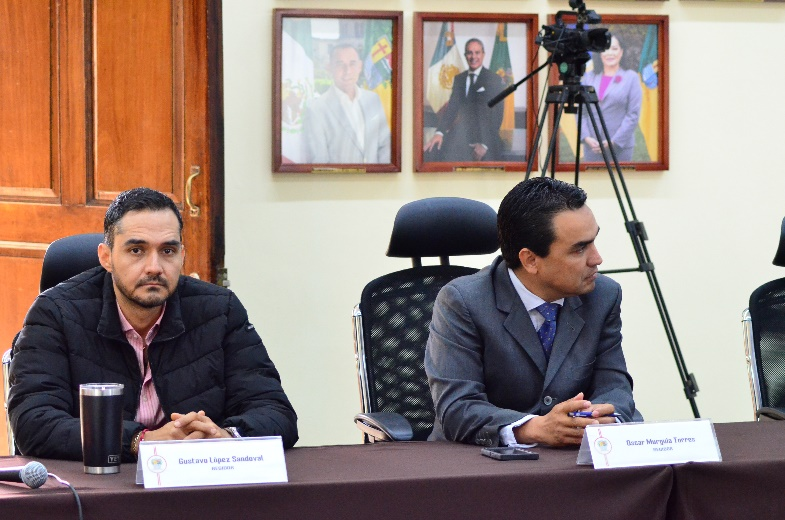 Gustavo López Sandoval
REGIDOR
Oscar Murguía Torres
REGIDOR